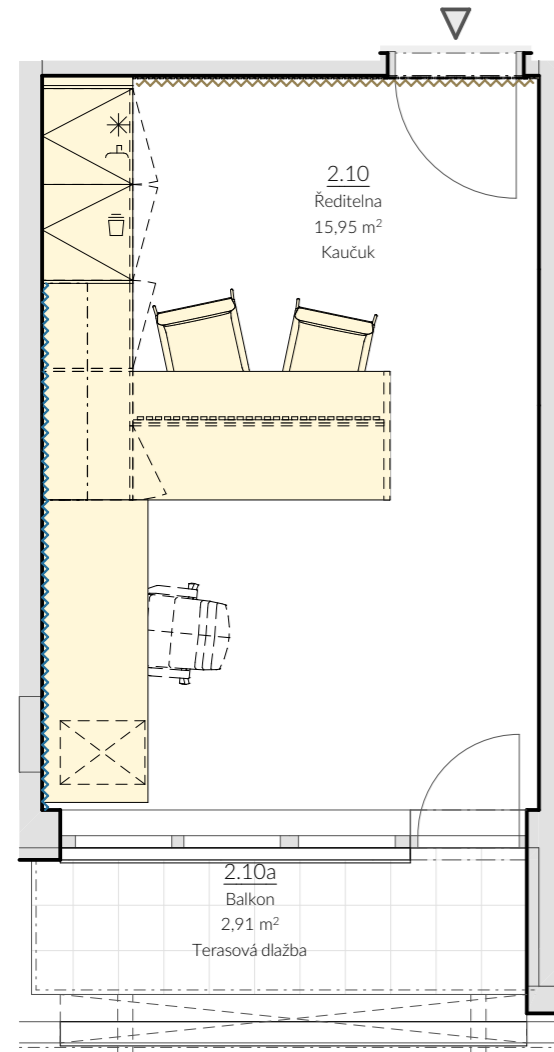 2.10
Ředitelna
15,95 m²
Kaučuk
2.10a
Balkon
2,91 m²
Terasová dlažba